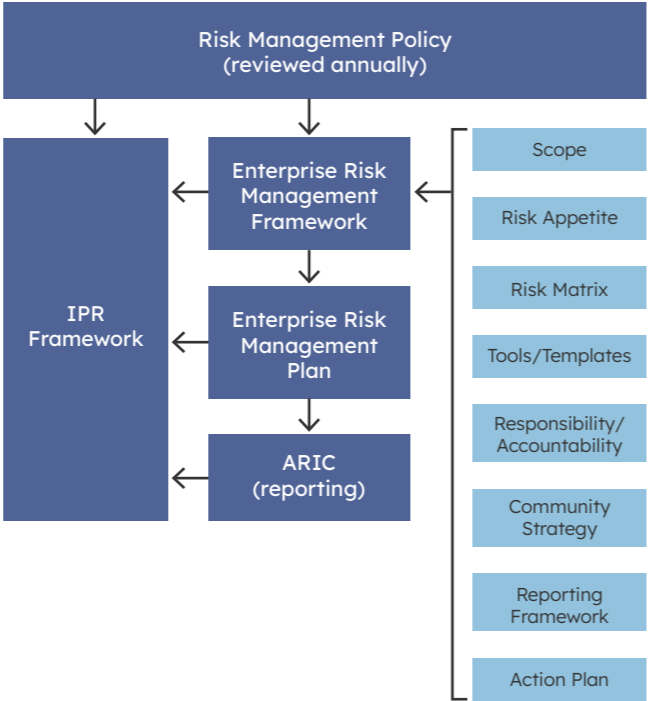 Risk Management Policy
(reviewed annually)
IPR
Framework
Enterprise Risk
Management
Framework
Enterprise Risk
Management
Plan
ARIC
(reporting)
Scope
Risk Appetite
Risk Matrix
Tools/Templates
Responsibility/
Accountability
Community
Strategy
Reporting
Framework
Action Plan